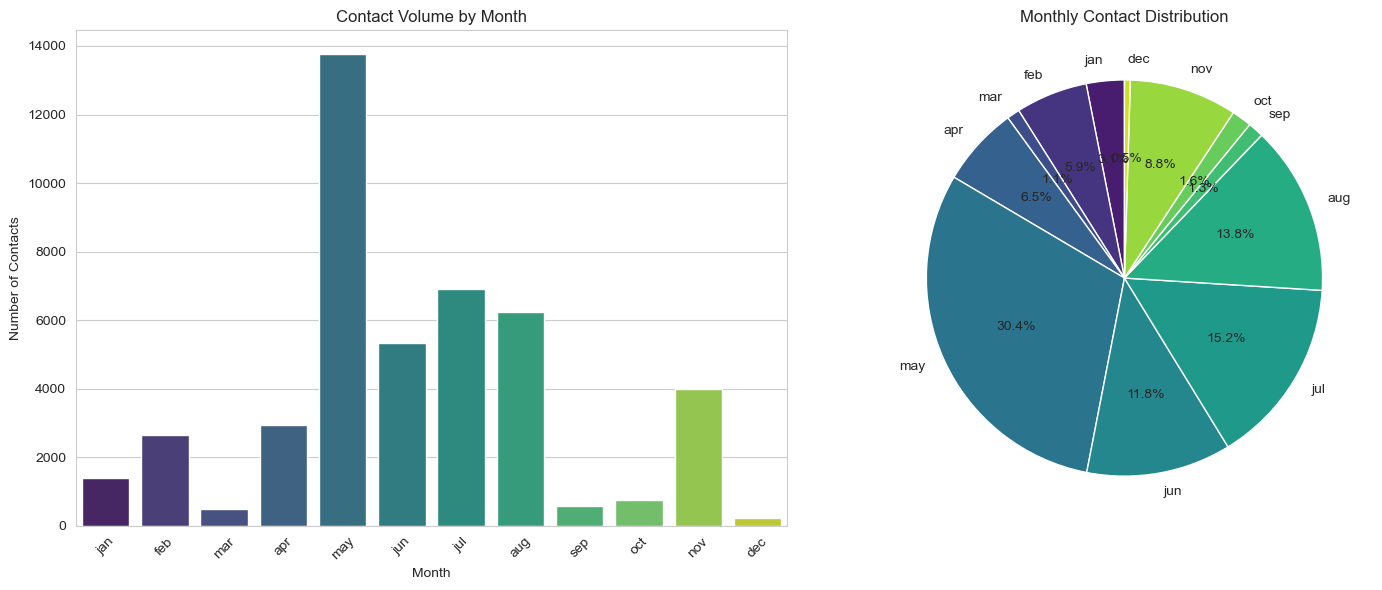 Contact Volume by Month
14000
12000
10000
8000
6000
4000
2000
0
Number of Contacts
jan
feb
mar
apr
may
jun
jul
aug
sep
oct
nov
dec
Month
Monthly Contact Distribution
jan
feb
mar
apr
may
jun
jul
aug
sep
oct
nov
dec
5.9%
6.5%
30.4%
11.8%
15.2%
13.8%
1.3%
1.6%
8.8%
0.5%